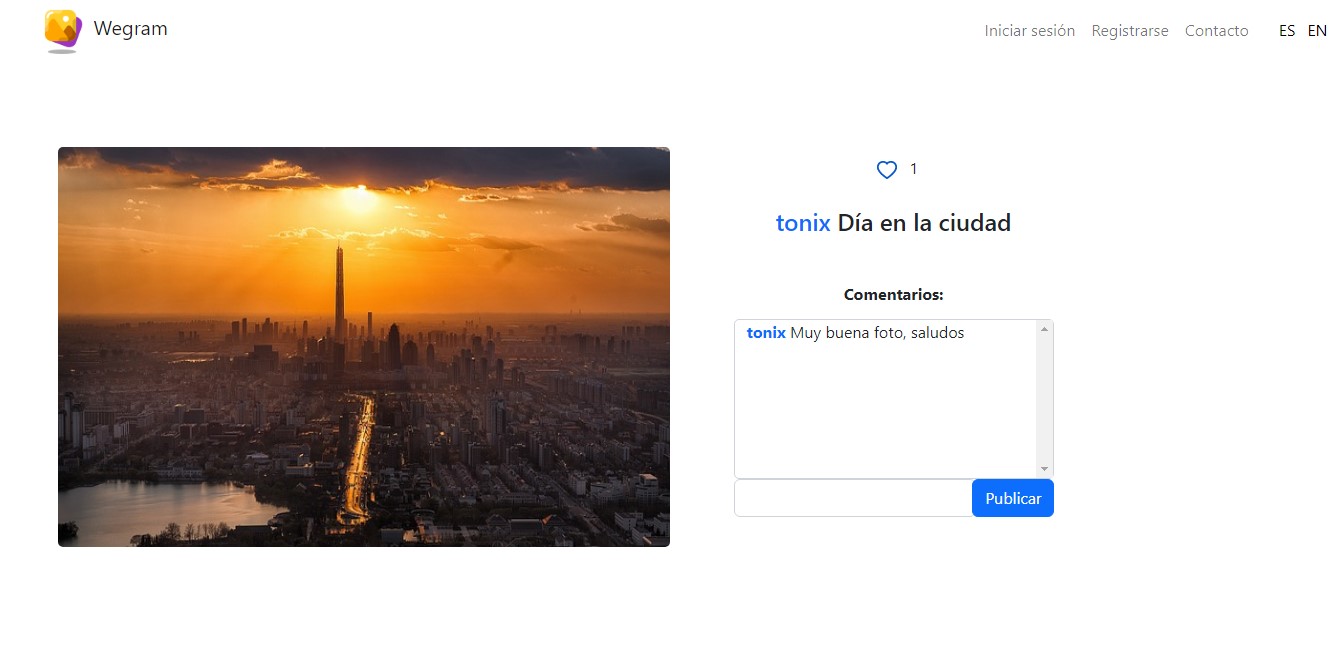 Wegram
Iniciar sesión Registrarse Contacto ES EN
1
tonix Día en la ciudad
Comentarios:
tonix Muy buena foto, saludos
Publicar